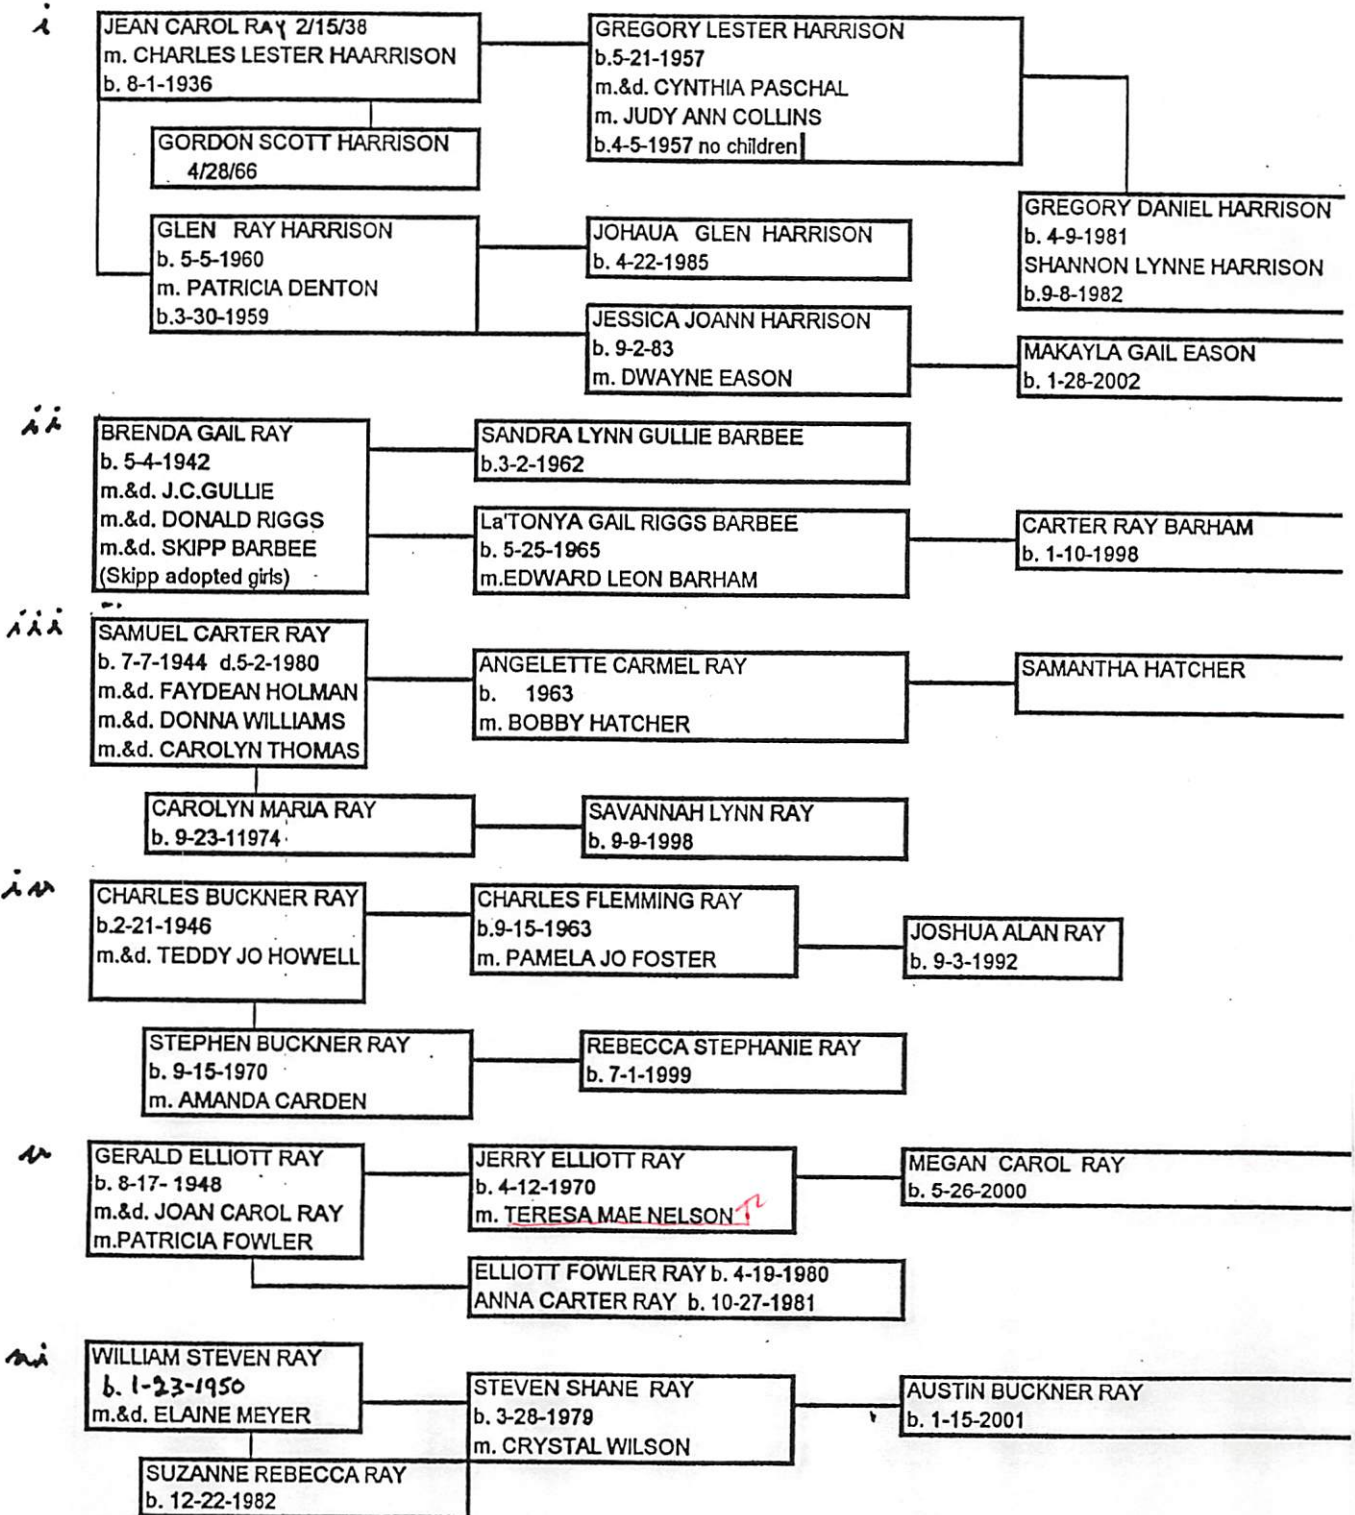 i
JEAN CAROL RAY 2/15/38
m. CHARLES LESTER HAARRISON
b. 8-1-1936
GREGORY LESTER HARRISON
b.5-21-1957
m.&d. CYNTHIA PASCHAL
m. JUDY ANN COLLINS
b.4-5-1957 no children
GORDON SCOTT HARRISON
4/28/66
GREGORY DANIEL HARRISON
b. 4-9-1981
SHANNON LYNNE HARRISON
b.9-8-1982
GLEN RAY HARRISON
b. 5-5-1960
m. PATRICIA DENTON
b.3-30-1959
JOHAUA GLEN HARRISON
b. 4-22-1985
JESSICA JOANN HARRISON
b. 9-2-83
m. DWAYNE EASON
MAKAYLA GAIL EASON
b. 1-28-2002
ii
BRENDA GAIL RAY
b. 5-4-1942
m.&d. J.C.GULLIE
m.&d. DONALD RIGGS
m.&d. SKIPP BARBEE
(Skipp adopted girls)
SANDRA LYNN GULLIE BARBEE
b.3-2-1962
La'TONYA GAIL RIGGS BARBEE
b. 5-25-1965
m.EDWARD LEON BARHAM
CARTER RAY BARHAM
b. 1-10-1998
iii
SAMUEL CARTER RAY
b. 7-7-1944 d.5-2-1980
m.&d. FAYDEAN HOLMAN
m.&d. DONNA WILLIAMS
m.&d. CAROLYN THOMAS
ANGELETTE CARMEL RAY
b. 1963
m. BOBBY HATCHER
SAMANTHA HATCHER
CAROLYN MARIA RAY
b. 9-23-11974
SAVANNAH LYNN RAY
b. 9-9-1998
iv
CHARLES BUCKNER RAY
b.2-21-1946
m.&d. TEDDY JO HOWELL
CHARLES FLEMMING RAY
b.9-15-1963
m. PAMELA JO FOSTER
JOSHUA ALAN RAY
b. 9-3-1992
STEPHEN BUCKNER RAY
b. 9-15-1970
m. AMANDA CARDEN
REBECCA STEPHANIE RAY
b. 7-1-1999
v
GERALD ELLIOTT RAY
b. 8-17- 1948
m.&d. JOAN CAROL RAY
m.PATRICIA FOWLER
JERRY ELLIOTT RAY
b. 4-12-1970
m. TERESA MAE NELSON
MEGAN CAROL RAY
b. 5-26-2000
ELLIOTT FOWLER RAY b. 4-19-1980
ANNA CARTER RAY b. 10-27-1981
vi
WILLIAM STEVEN RAY
b. 1-23-1950
m.&d. ELAINE MEYER
STEVEN SHANE RAY
b. 3-28-1979
m. CRYSTAL WILSON
AUSTIN BUCKNER RAY
b. 1-15-2001
SUZANNE REBECCA RAY
b. 12-22-1982